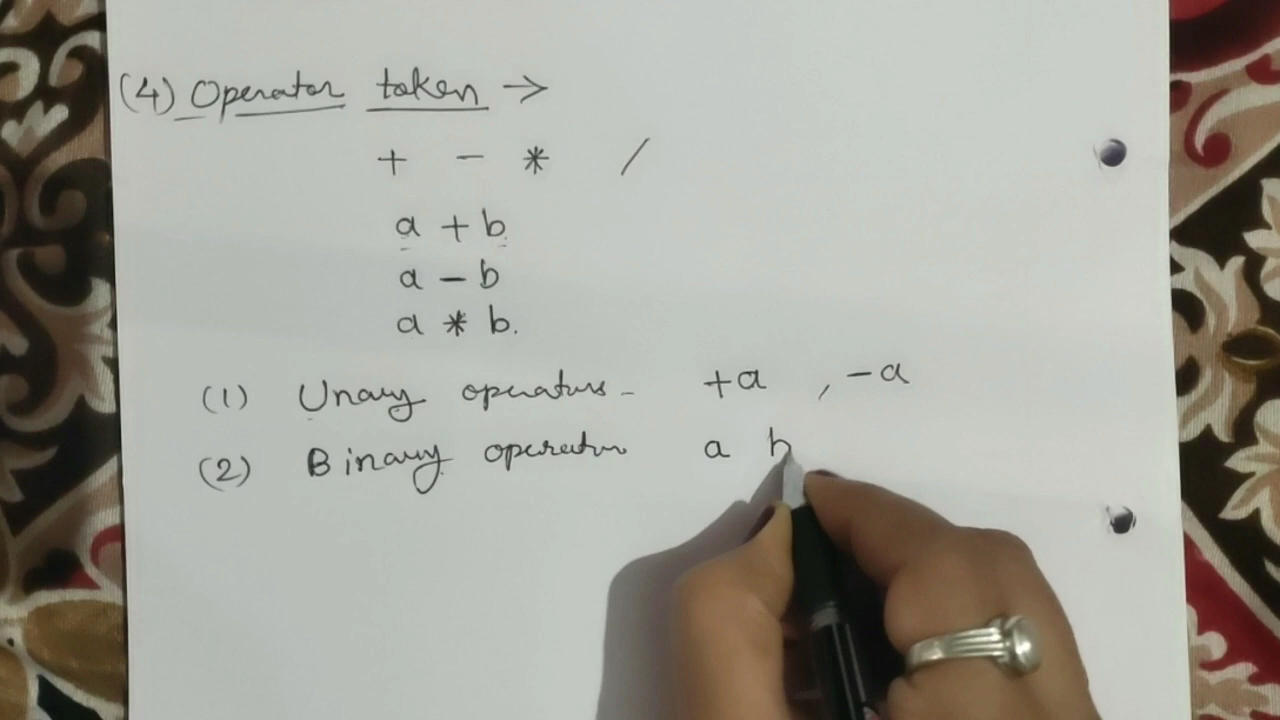 (4) Operator token →
+ - * /
a + b
a - b
a * b.
(1) Unary operators - +a , -a
(2) Binary operator a b